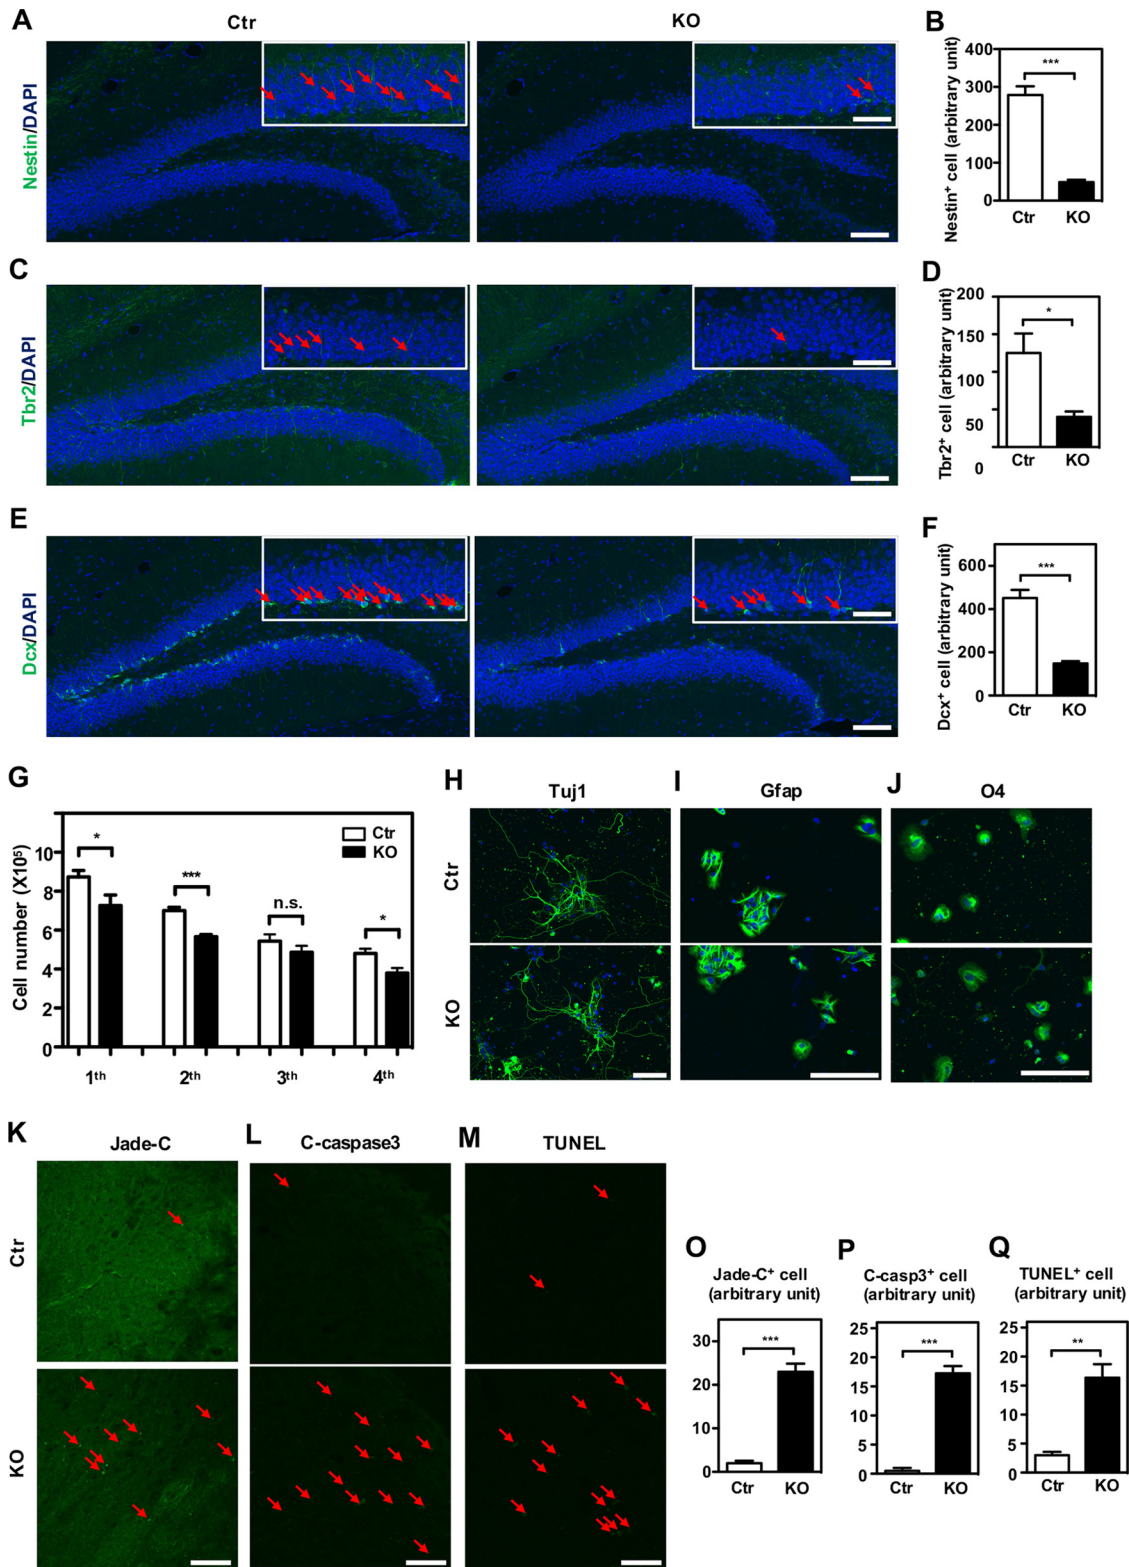 A
Ctr
KO
Nestin/DAPI
B
Nestin⁺ cell (arbitrary unit)
400
300
200
100
0
***
Ctr
KO
C
Tbr2/DAPI
D
Tbr2⁺ cell (arbitrary unit)
200
150
100
50
0
*
Ctr
KO
E
Dcx/DAPI
F
Dcx⁺ cell (arbitrary unit)
600
400
200
0
***
Ctr
KO
G
Cell number (X10⁵)
10
8
6
4
2
0
Ctr
KO
*
***
n.s.
*
1ᵗʰ
2ᵗʰ
3ᵗʰ
4ᵗʰ
H
Tuj1
I
Gfap
J
O4
Ctr
KO
K
Jade-C
L
C-caspase3
M
TUNEL
Ctr
KO
O
Jade-C⁺ cell
(arbitrary unit)
30
20
10
0
***
Ctr
KO
P
C-casp3⁺ cell
(arbitrary unit)
25
20
15
10
5
0
***
Ctr
KO
Q
TUNEL⁺ cell
(arbitrary unit)
25
20
15
10
5
0
**
Ctr
KO